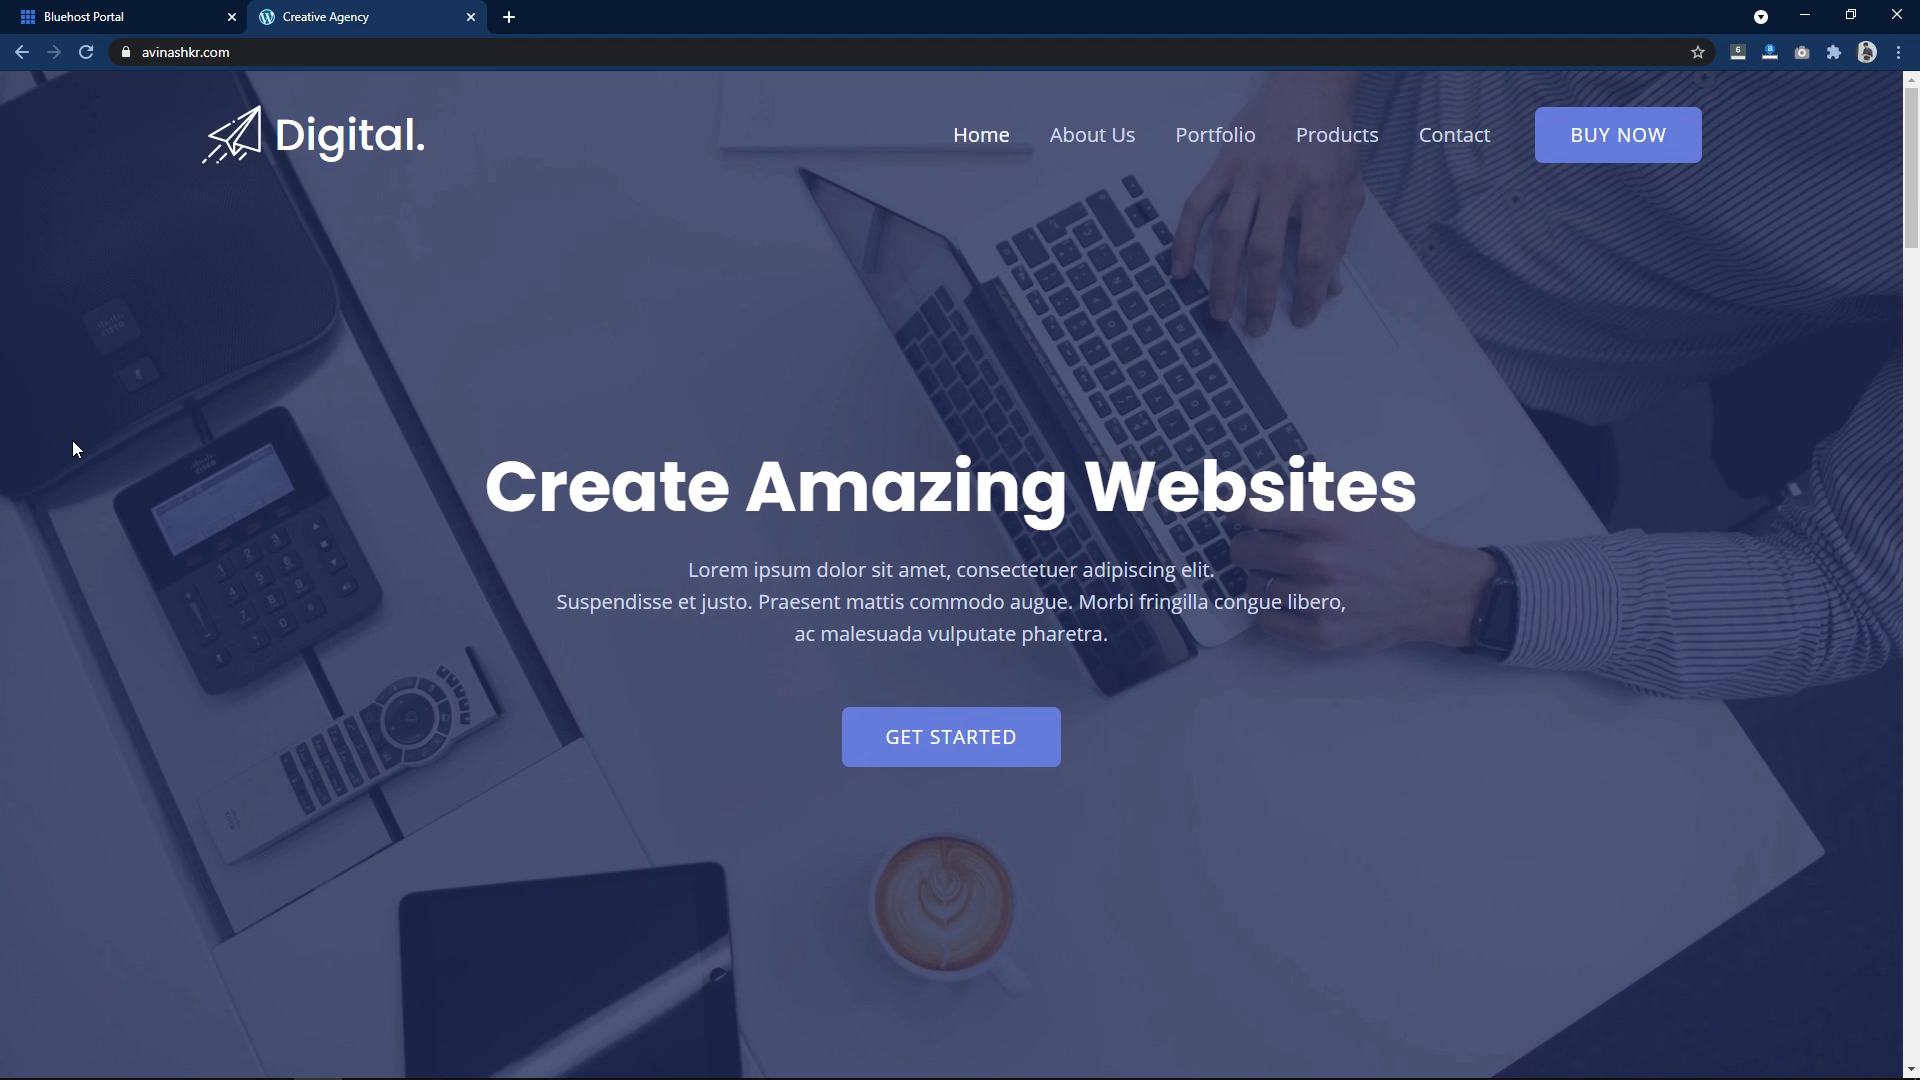 Bluehost Portal
Creative Agency
avinashkr.com
6
a
Digital.
Home
About Us
Portfolio
Products
Contact
BUY NOW
Create Amazing Websites
Lorem ipsum dolor sit amet, consectetuer adipiscing elit.
Suspendisse et justo. Praesent mattis commodo augue. Morbi fringilla congue libero,
ac malesuada vulputate pharetra.
GET STARTED